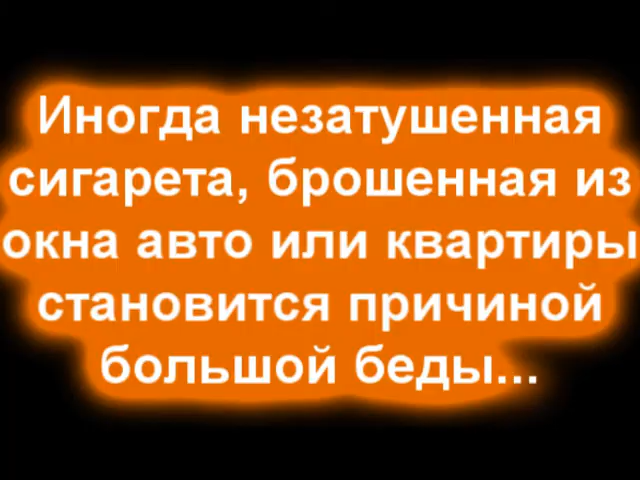 Иногда незатушенная
сигарета, брошенная из
окна авто или квартиры
становится причиной
большой беды...